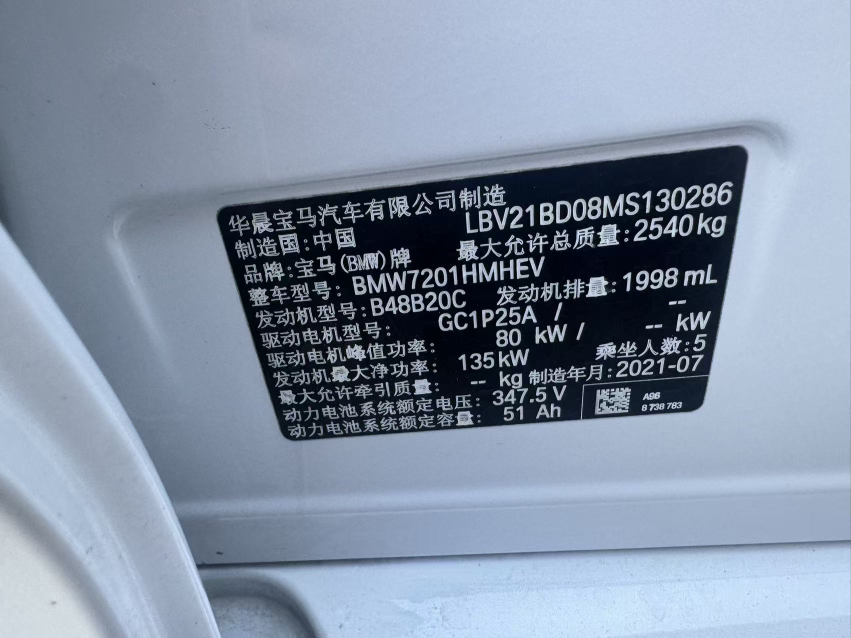 华晨宝马汽车有限公司制造
制造国:中国 LBV21BD08MS130286
品牌:宝马(BMW)牌 最大允许总质量:2540kg
整车型号: BMW7201HMHEV
发动机型号: B48B20C 发动机排量:1998 mL
驱动电机型号: GC1P25A / --
驱动电机峰值功率: 80 kW / -- kW
发动机最大净功率: 135kW 乘坐人数:5
最大允许牵引质量: -- kg 制造年月:2021-07
动力电池系统额定电压: 347.5 V
动力电池系统额定容量: 51 Ah
A96
8 738 783